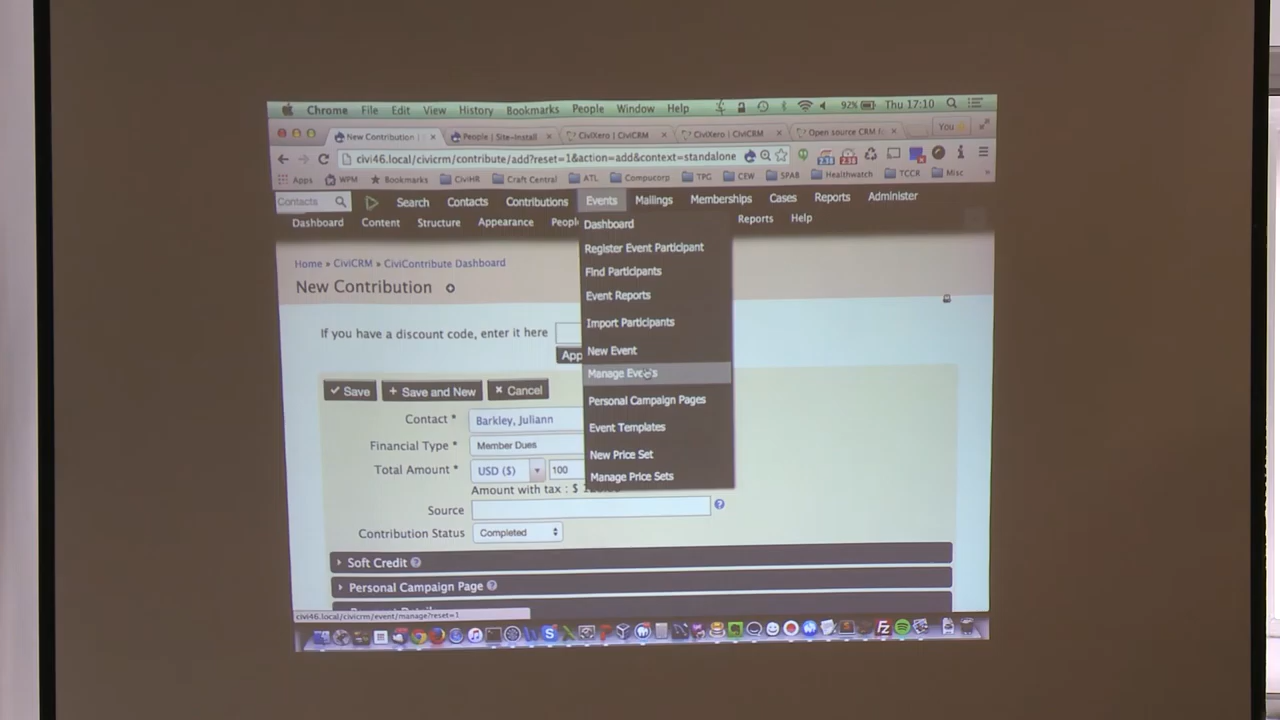 Chrome File Edit View History Bookmarks People Window Help 92% Thu 17:10
New Contribution | People | Site-Install CiviXero | CiviCRM CiviXero | CiviCRM Open source CRM f You
civi46.local/civicrm/contribute/add?reset=1&action=add&context=standalone
Apps WPM Bookmarks CiviHR Craft Central ATL Compucorp TPG CEW SPAB Healthwatch TCCR Misc
Contacts Search Contacts Contributions Events Mailings Memberships Cases Reports Administer
Dashboard Content Structure Appearance Peopl Reports Help
Dashboard
Register Event Participant
Find Participants
Event Reports
Import Participants
New Event
Manage Events
Personal Campaign Pages
Event Templates
New Price Set
Manage Price Sets
Home » CiviCRM » CiviContribute Dashboard
New Contribution
If you have a discount code, enter it here
App
Save + Save and New Cancel
Contact * Barkley, Juliann
Financial Type * Member Dues
Total Amount * USD ($) 100
Amount with tax : $
Source
Contribution Status Completed
Soft Credit
Personal Campaign Page
civi46.local/civicrm/event/manage?reset=1